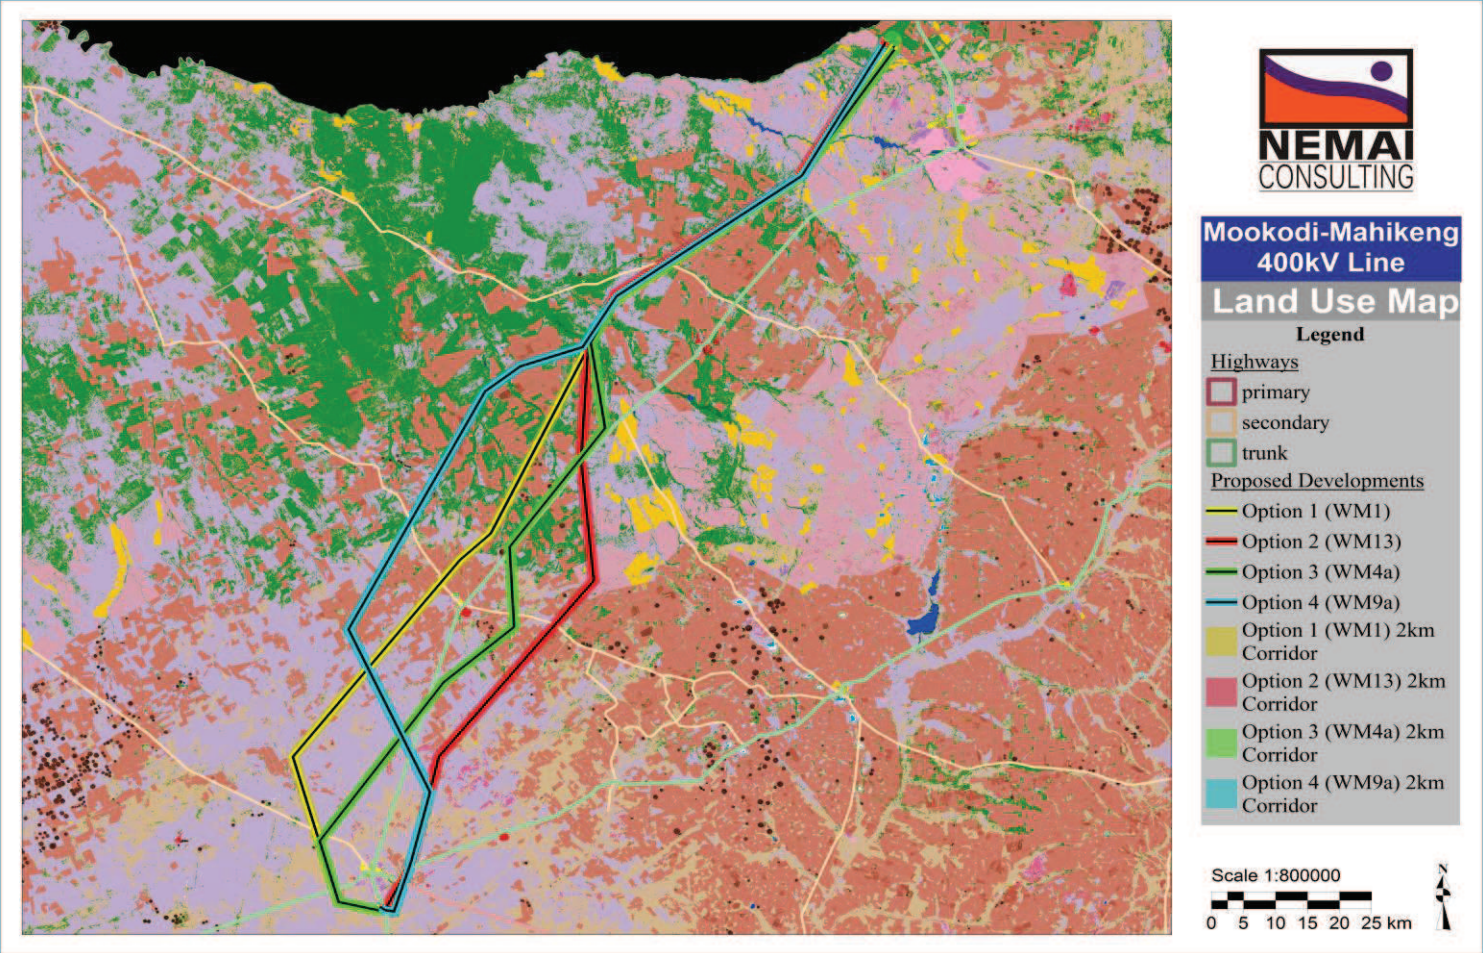 NEMAI
CONSULTING
Mookodi-Mahikeng
400kV Line
Land Use Map
Legend
Highways
primary
secondary
trunk
Proposed Developments
Option 1 (WM1)
Option 2 (WM13)
Option 3 (WM4a)
Option 4 (WM9a)
Option 1 (WM1) 2km
Corridor
Option 2 (WM13) 2km
Corridor
Option 3 (WM4a) 2km
Corridor
Option 4 (WM9a) 2km
Corridor
Scale 1:800000
N
0 5 10 15 20 25 km